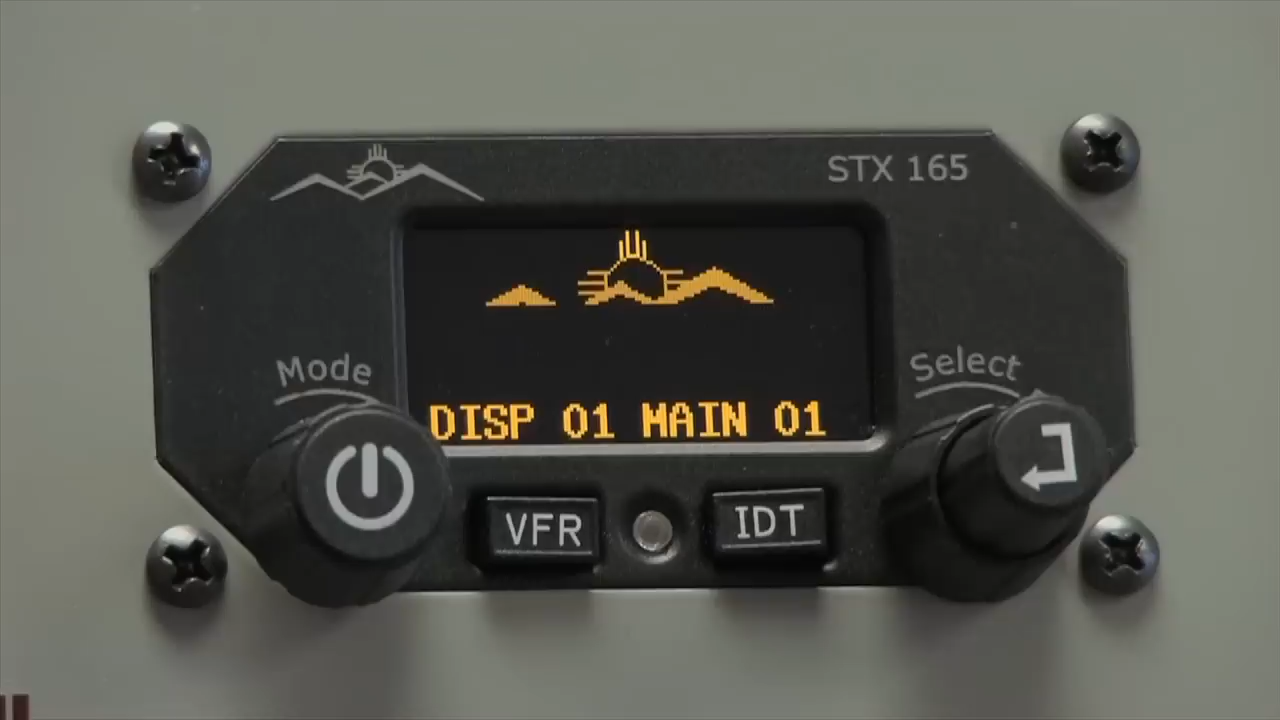 STX 165
Mode
Select
DISP 01 MAIN 01
VFR
IDT